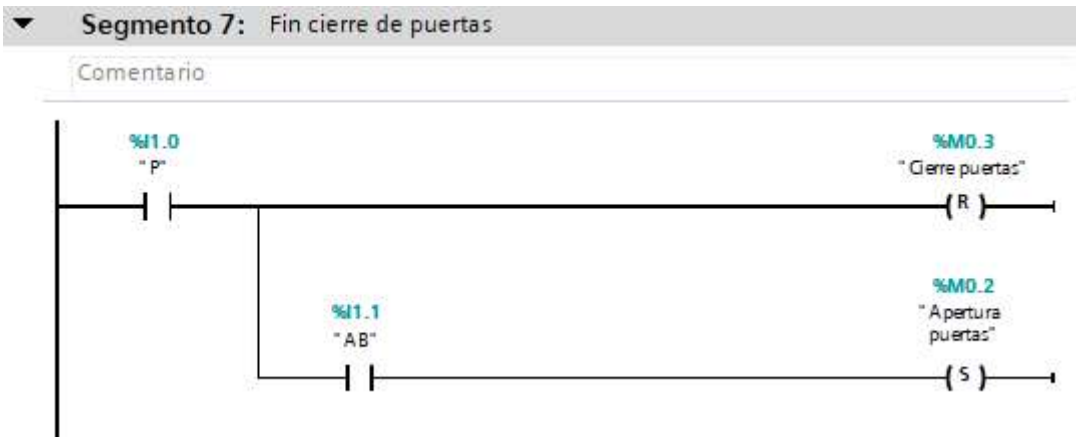 Segmento 7: Fin cierre de puertas
Comentario
%I1.0
"P"
%M0.3
"Cierre puertas"
( R )
%I1.1
"AB"
%M0.2
"Apertura
puertas"
( S )